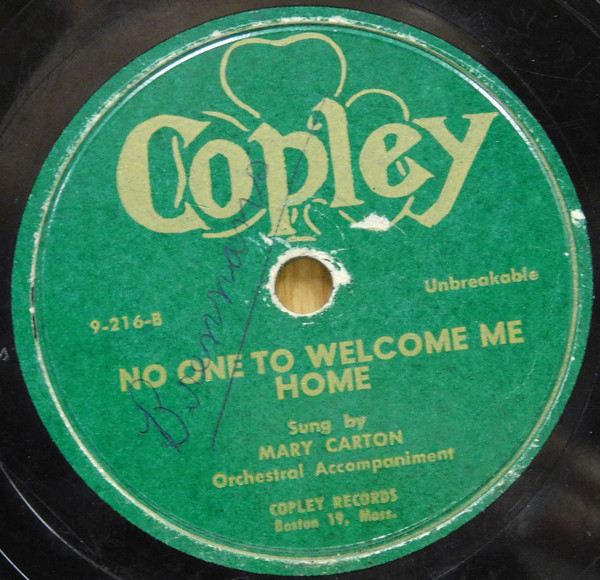 Copley
Unbreakable
9-216-B
NO ONE TO WELCOME ME
HOME
Sung by
MARY CARTON
Orchestral Accompaniment
COPLEY RECORDS
Boston 19, Mass.